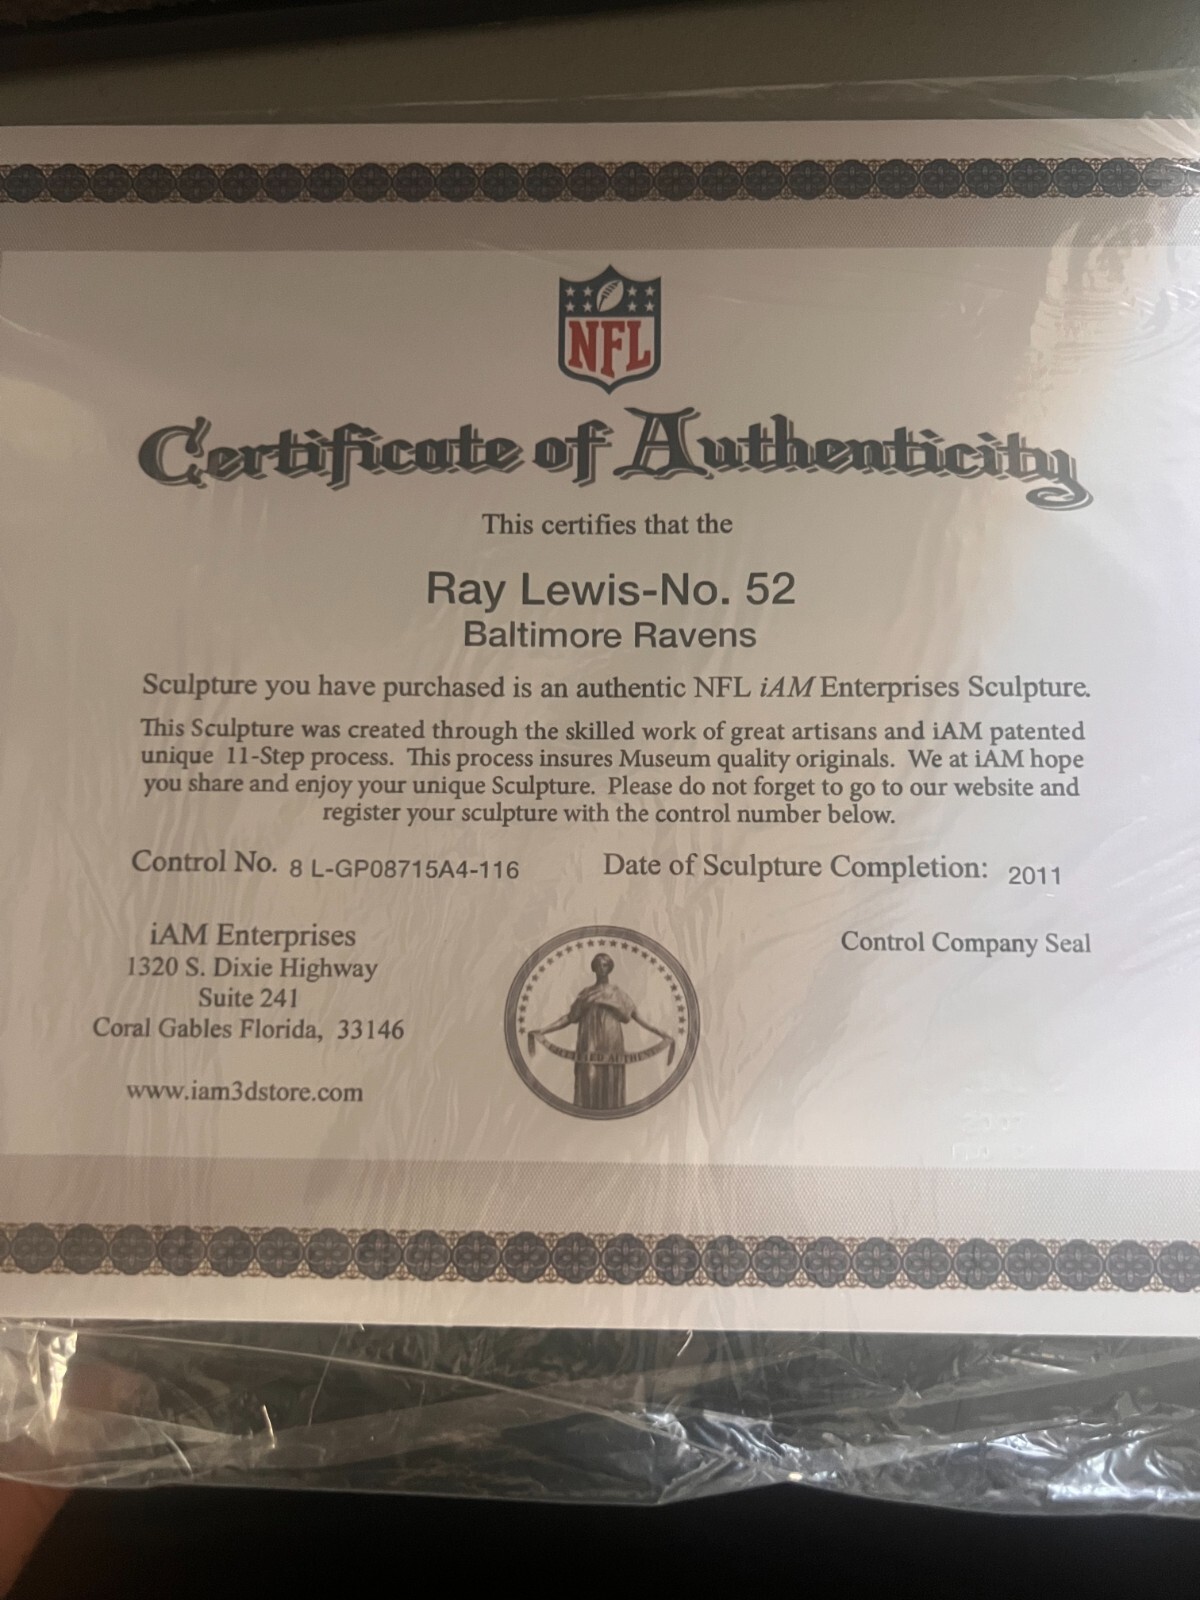 NFL
Certificate of Authenticity
This certifies that the
Ray Lewis-No. 52
Baltimore Ravens
Sculpture you have purchased is an authentic NFL iAM Enterprises Sculpture.
This Sculpture was created through the skilled work of great artisans and iAM patented
unique 11-Step process. This process insures Museum quality originals. We at iAM hope
you share and enjoy your unique Sculpture. Please do not forget to go to our website and
register your sculpture with the control number below.
Control No. 8 L-GP08715A4-116
Date of Sculpture Completion: 2011
iAM Enterprises
1320 S. Dixie Highway
Suite 241
Coral Gables Florida, 33146
www.iam3dstore.com
Control Company Seal